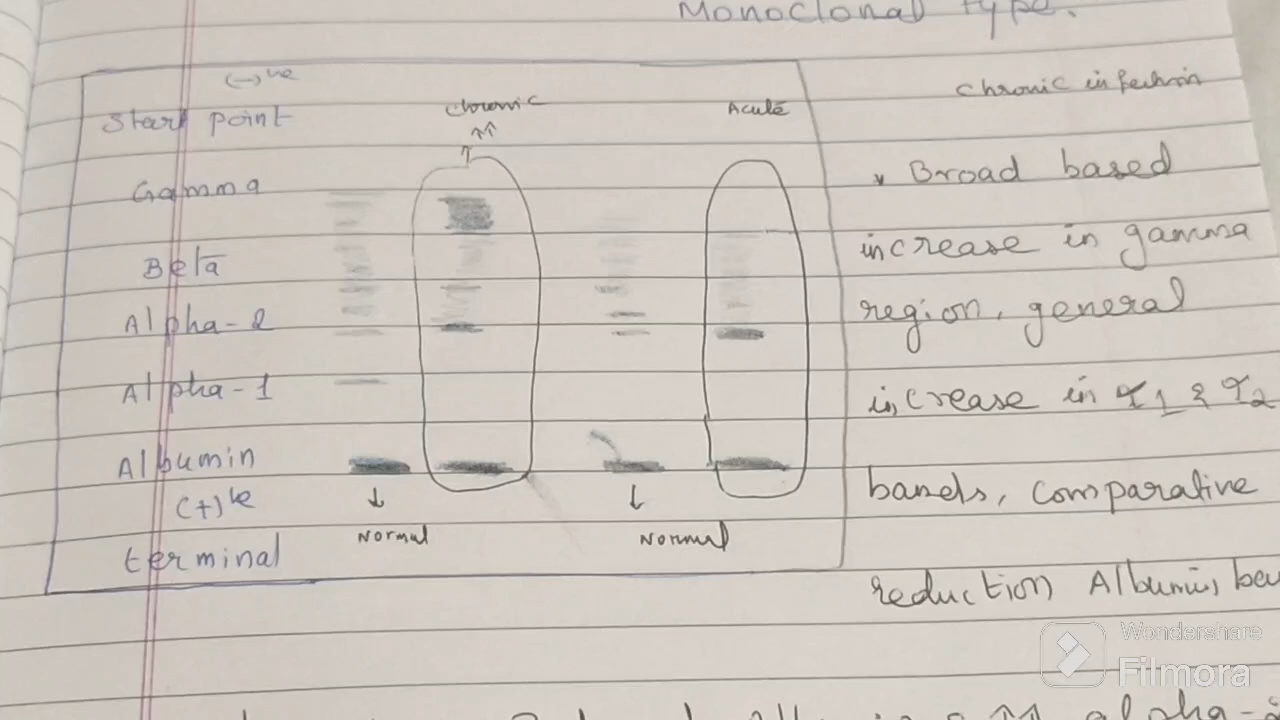 Monoclonal type.
(-)ve
Start point
Chronic
↑↑
↑
Acute
Gamma
Beta
Alpha-2
Alpha-1
Albumin
(+)ve
terminal
↓
Normal
↓
Normal
Chronic infection
Broad based
increase in gamma
region, general
increase in α1 & α2
bands, comparative
reduction Albumin,
Wondershare
Filmora